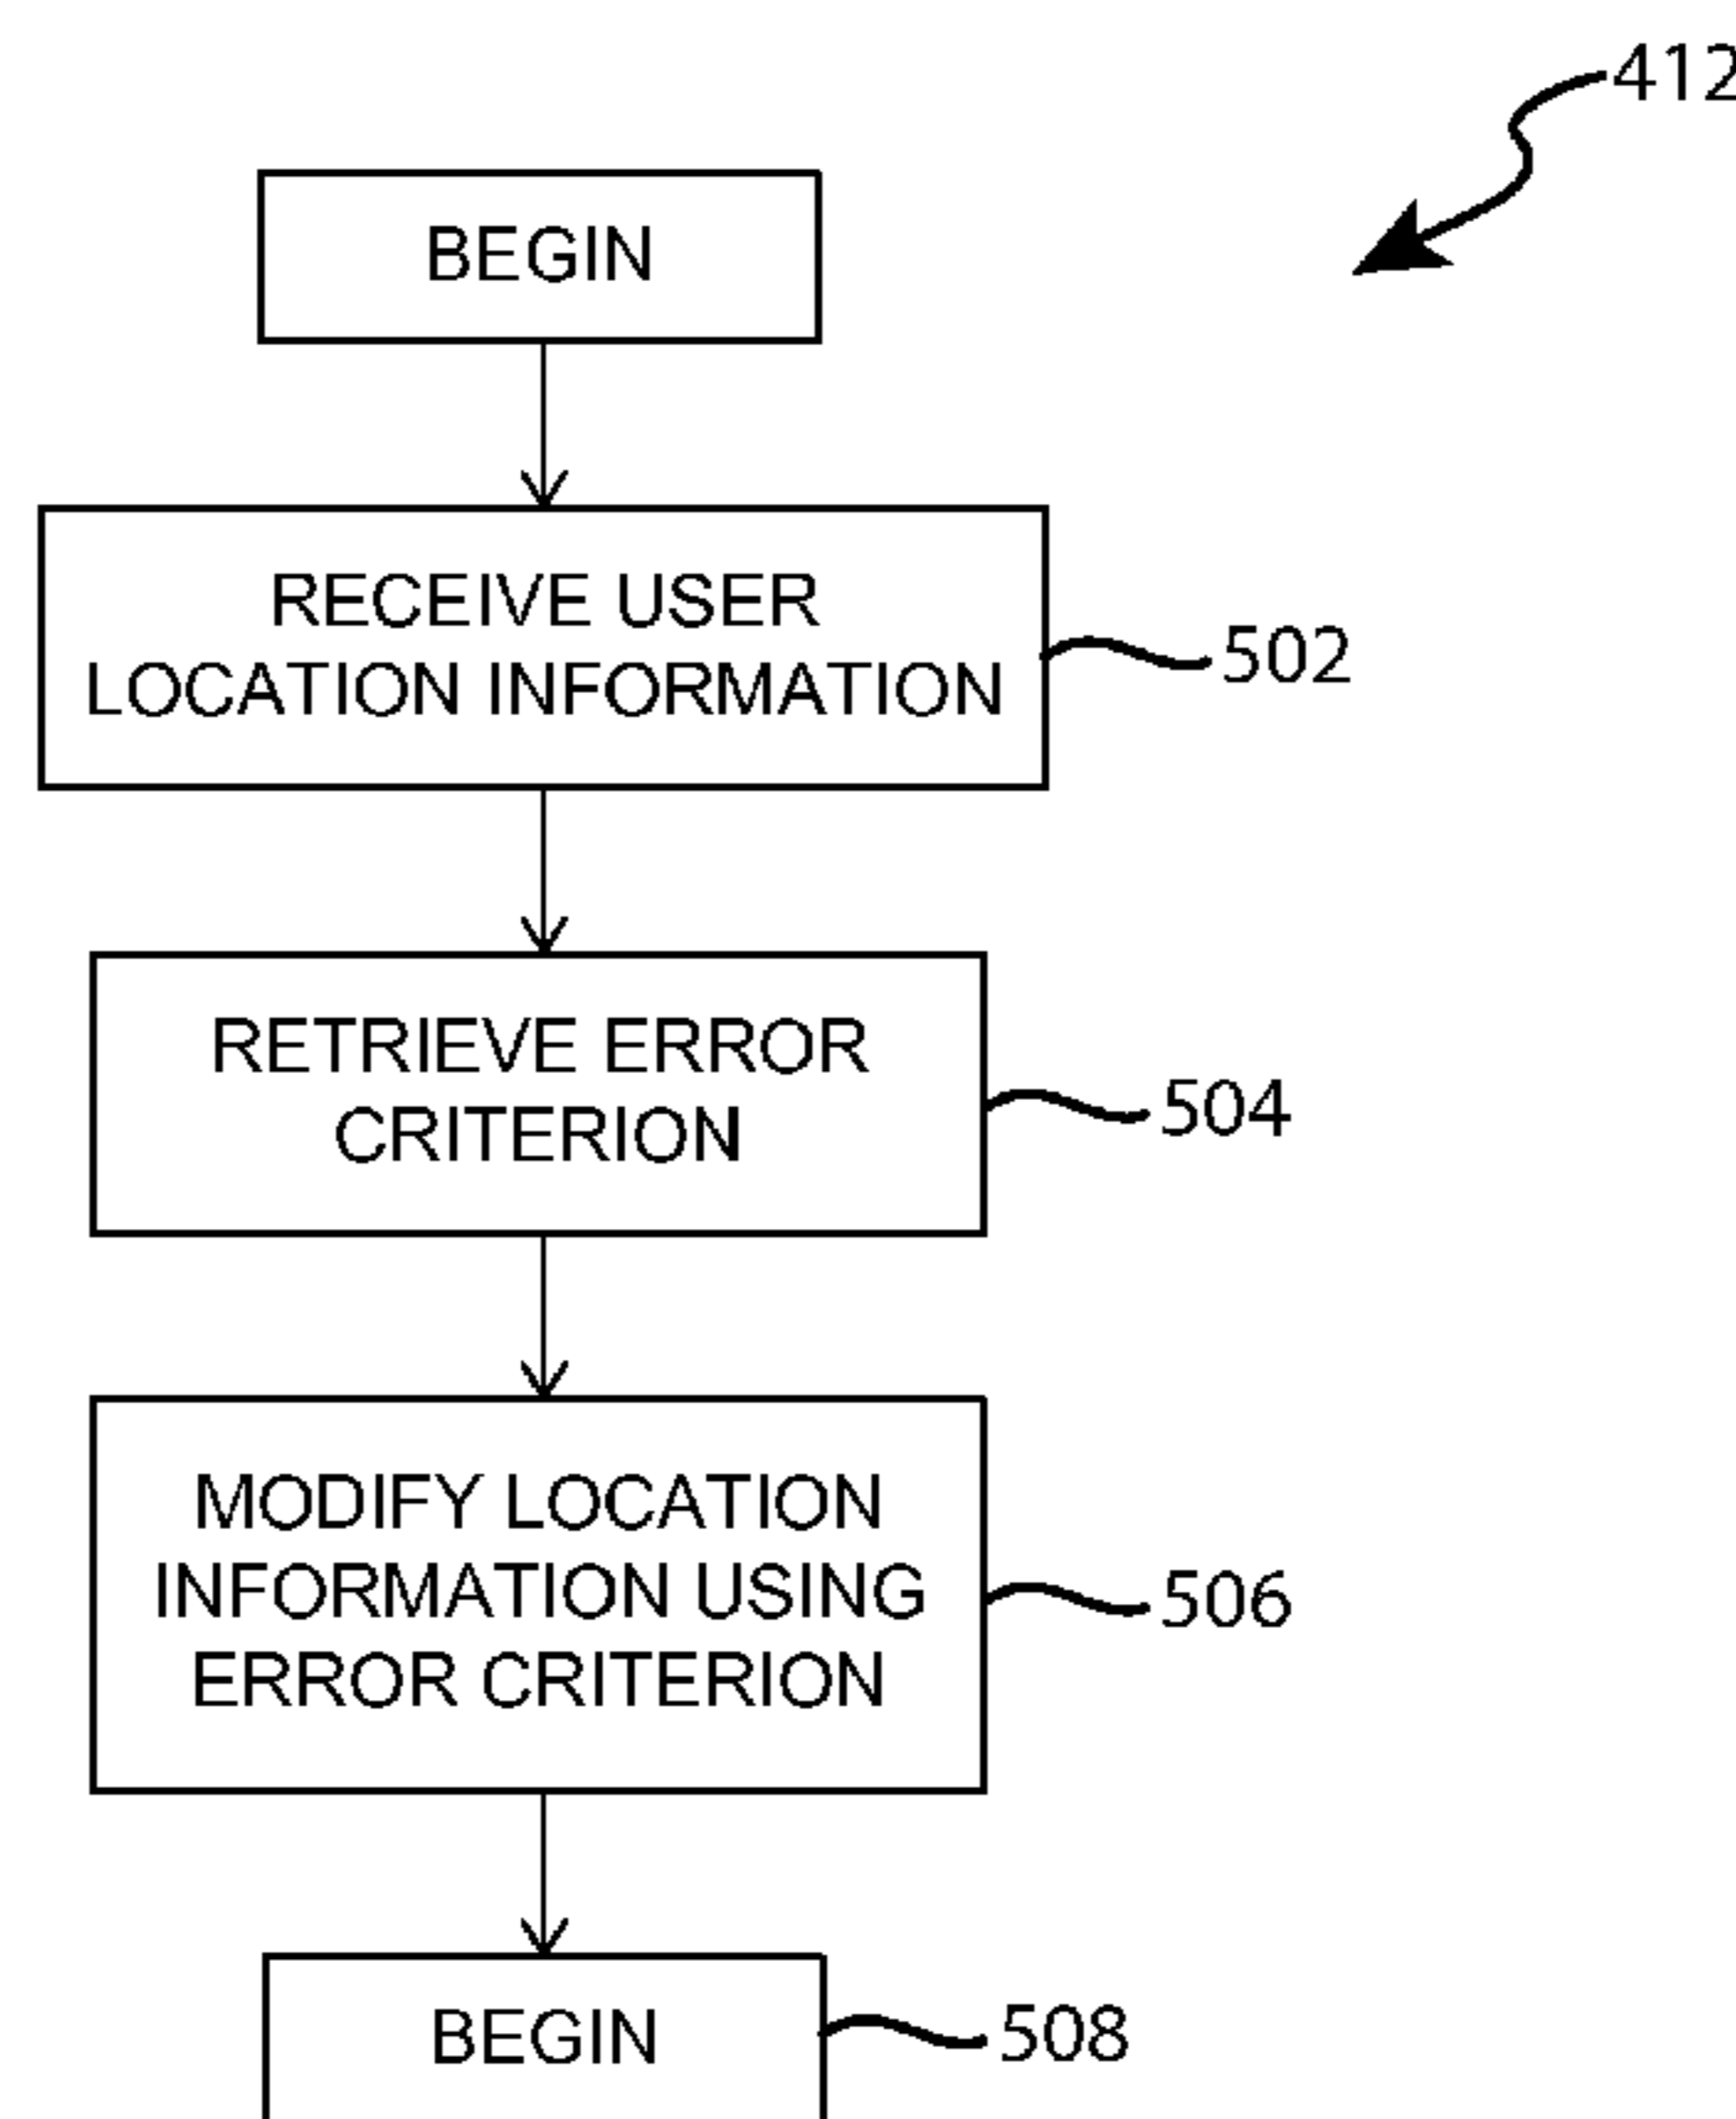 412
BEGIN
RECEIVE USER
LOCATION INFORMATION
502
RETRIEVE ERROR
CRITERION
504
MODIFY LOCATION
INFORMATION USING
ERROR CRITERION
506
BEGIN
508